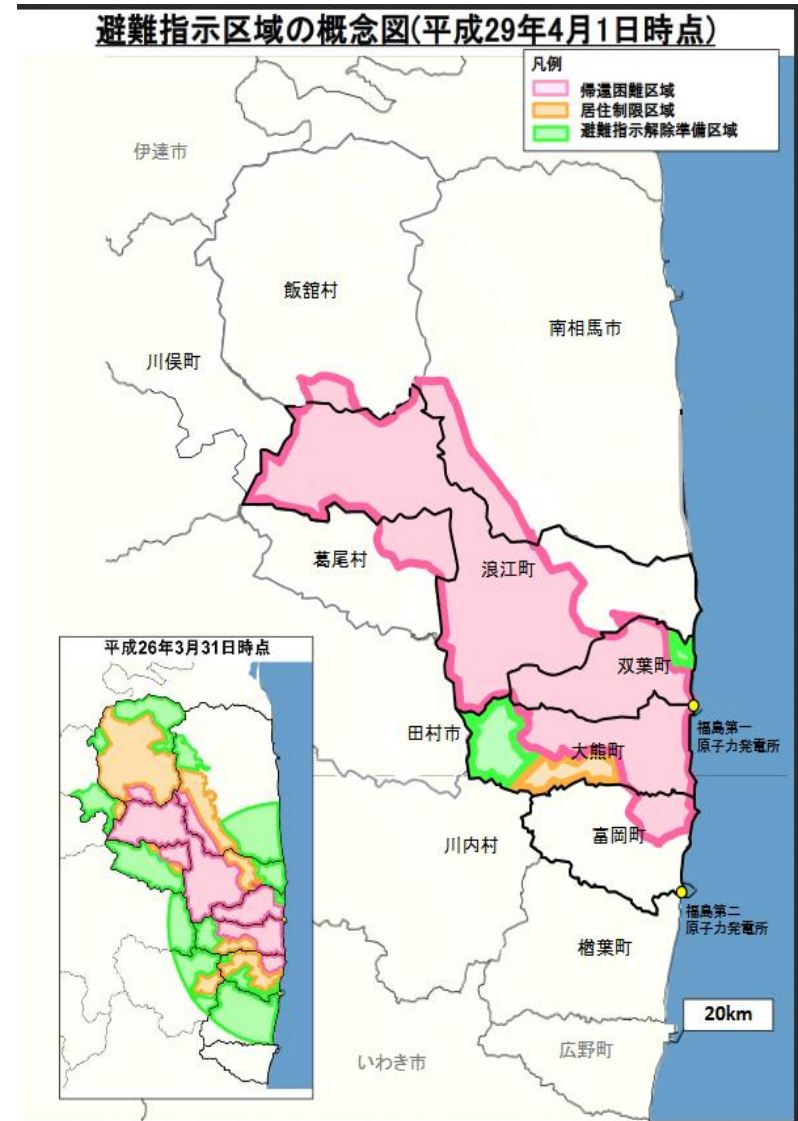 避難指示区域の概念図(平成29年4月1日時点)
凡例
帰還困難区域
居住制限区域
避難指示解除準備区域
伊達市
飯舘村
南相馬市
川俣町
葛尾村
浪江町
平成26年3月31日時点
双葉町
田村市
大熊町
福島第一
原子力発電所
川内村
富岡町
福島第二
原子力発電所
楢葉町
20km
いわき市
広野町